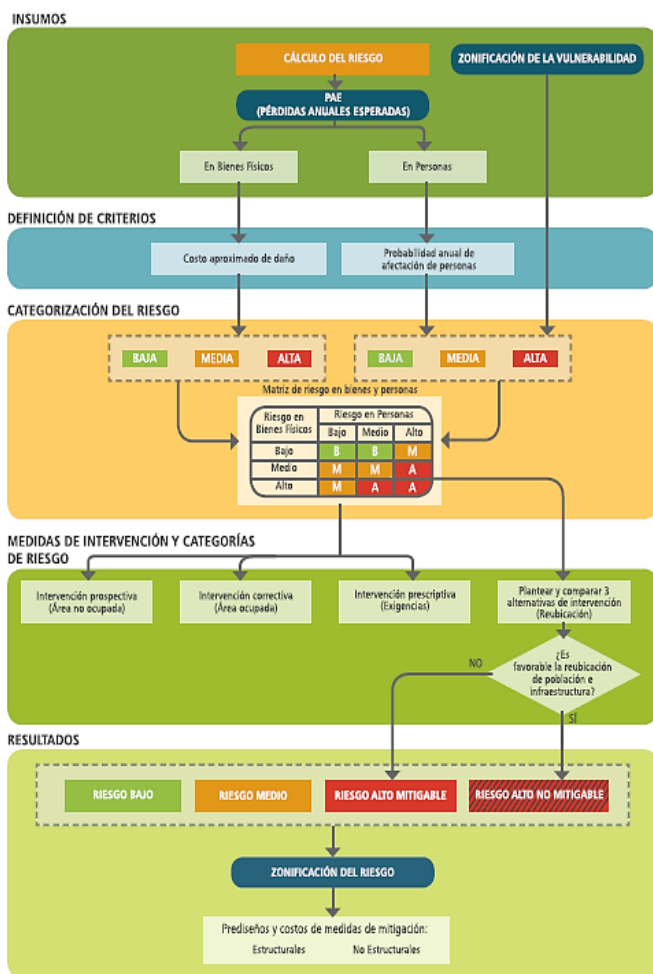 INSUMOS
CÁLCULO DEL RIESGO
ZONIFICACIÓN DE LA VULNERABILIDAD
PAE
(PÉRDIDAS ANUALES ESPERADAS)
En Bienes Físicos
En Personas
DEFINICIÓN DE CRITERIOS
Costo aproximado de daño
Probabilidad anual de
afectación de personas
CATEGORIZACIÓN DEL RIESGO
BAJA MEDIA ALTA
BAJA MEDIA ALTA
Matriz de riesgo en bienes y personas
Riesgo en
Bienes Físicos
Riesgo en Personas
Bajo Medio Alto
Bajo B B M
Medio M M A
Alto M A A
MEDIDAS DE INTERVENCIÓN Y CATEGORÍAS
DE RIESGO
Intervención prospectiva
(Área no ocupada)
Intervención correctiva
(Área ocupada)
Intervención prescriptiva
(Exigencias)
Plantear y comparar 3
alternativas de intervención
(Reubicación)
¿Es
favorable la reubicación
de población e
infraestructura?
NO
SÍ
RESULTADOS
RIESGO BAJO
RIESGO MEDIO
RIESGO ALTO MITIGABLE
RIESGO ALTO NO MITIGABLE
ZONIFICACIÓN DEL RIESGO
Prediseños y costos de medidas de mitigación:
Estructurales No Estructurales